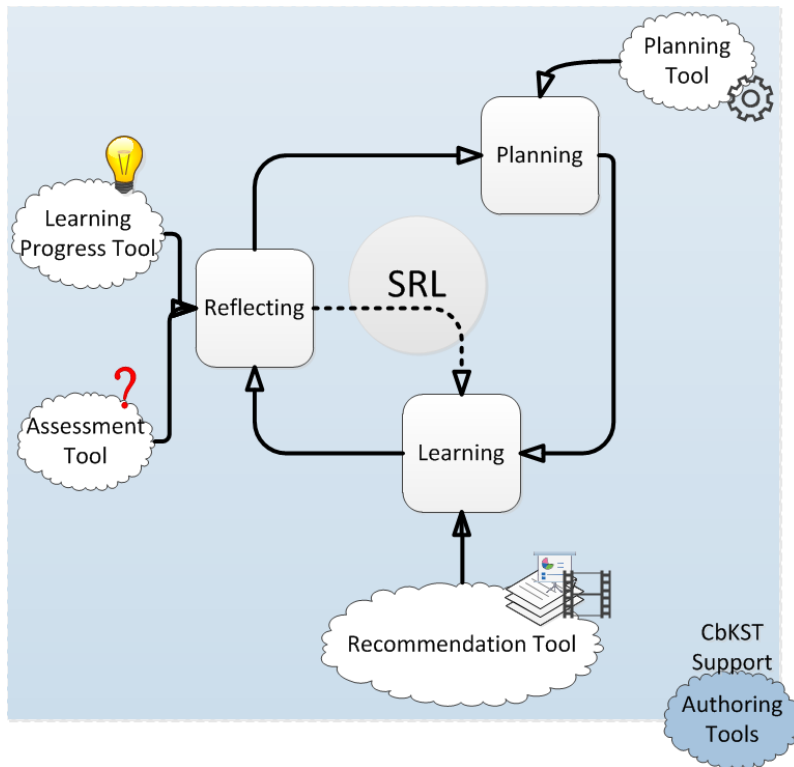 Planning
Tool
Planning
Learning
Progress Tool
SRL
Reflecting
?
Assessment
Tool
Learning
Recommendation Tool
CbKST
Support
Authoring
Tools